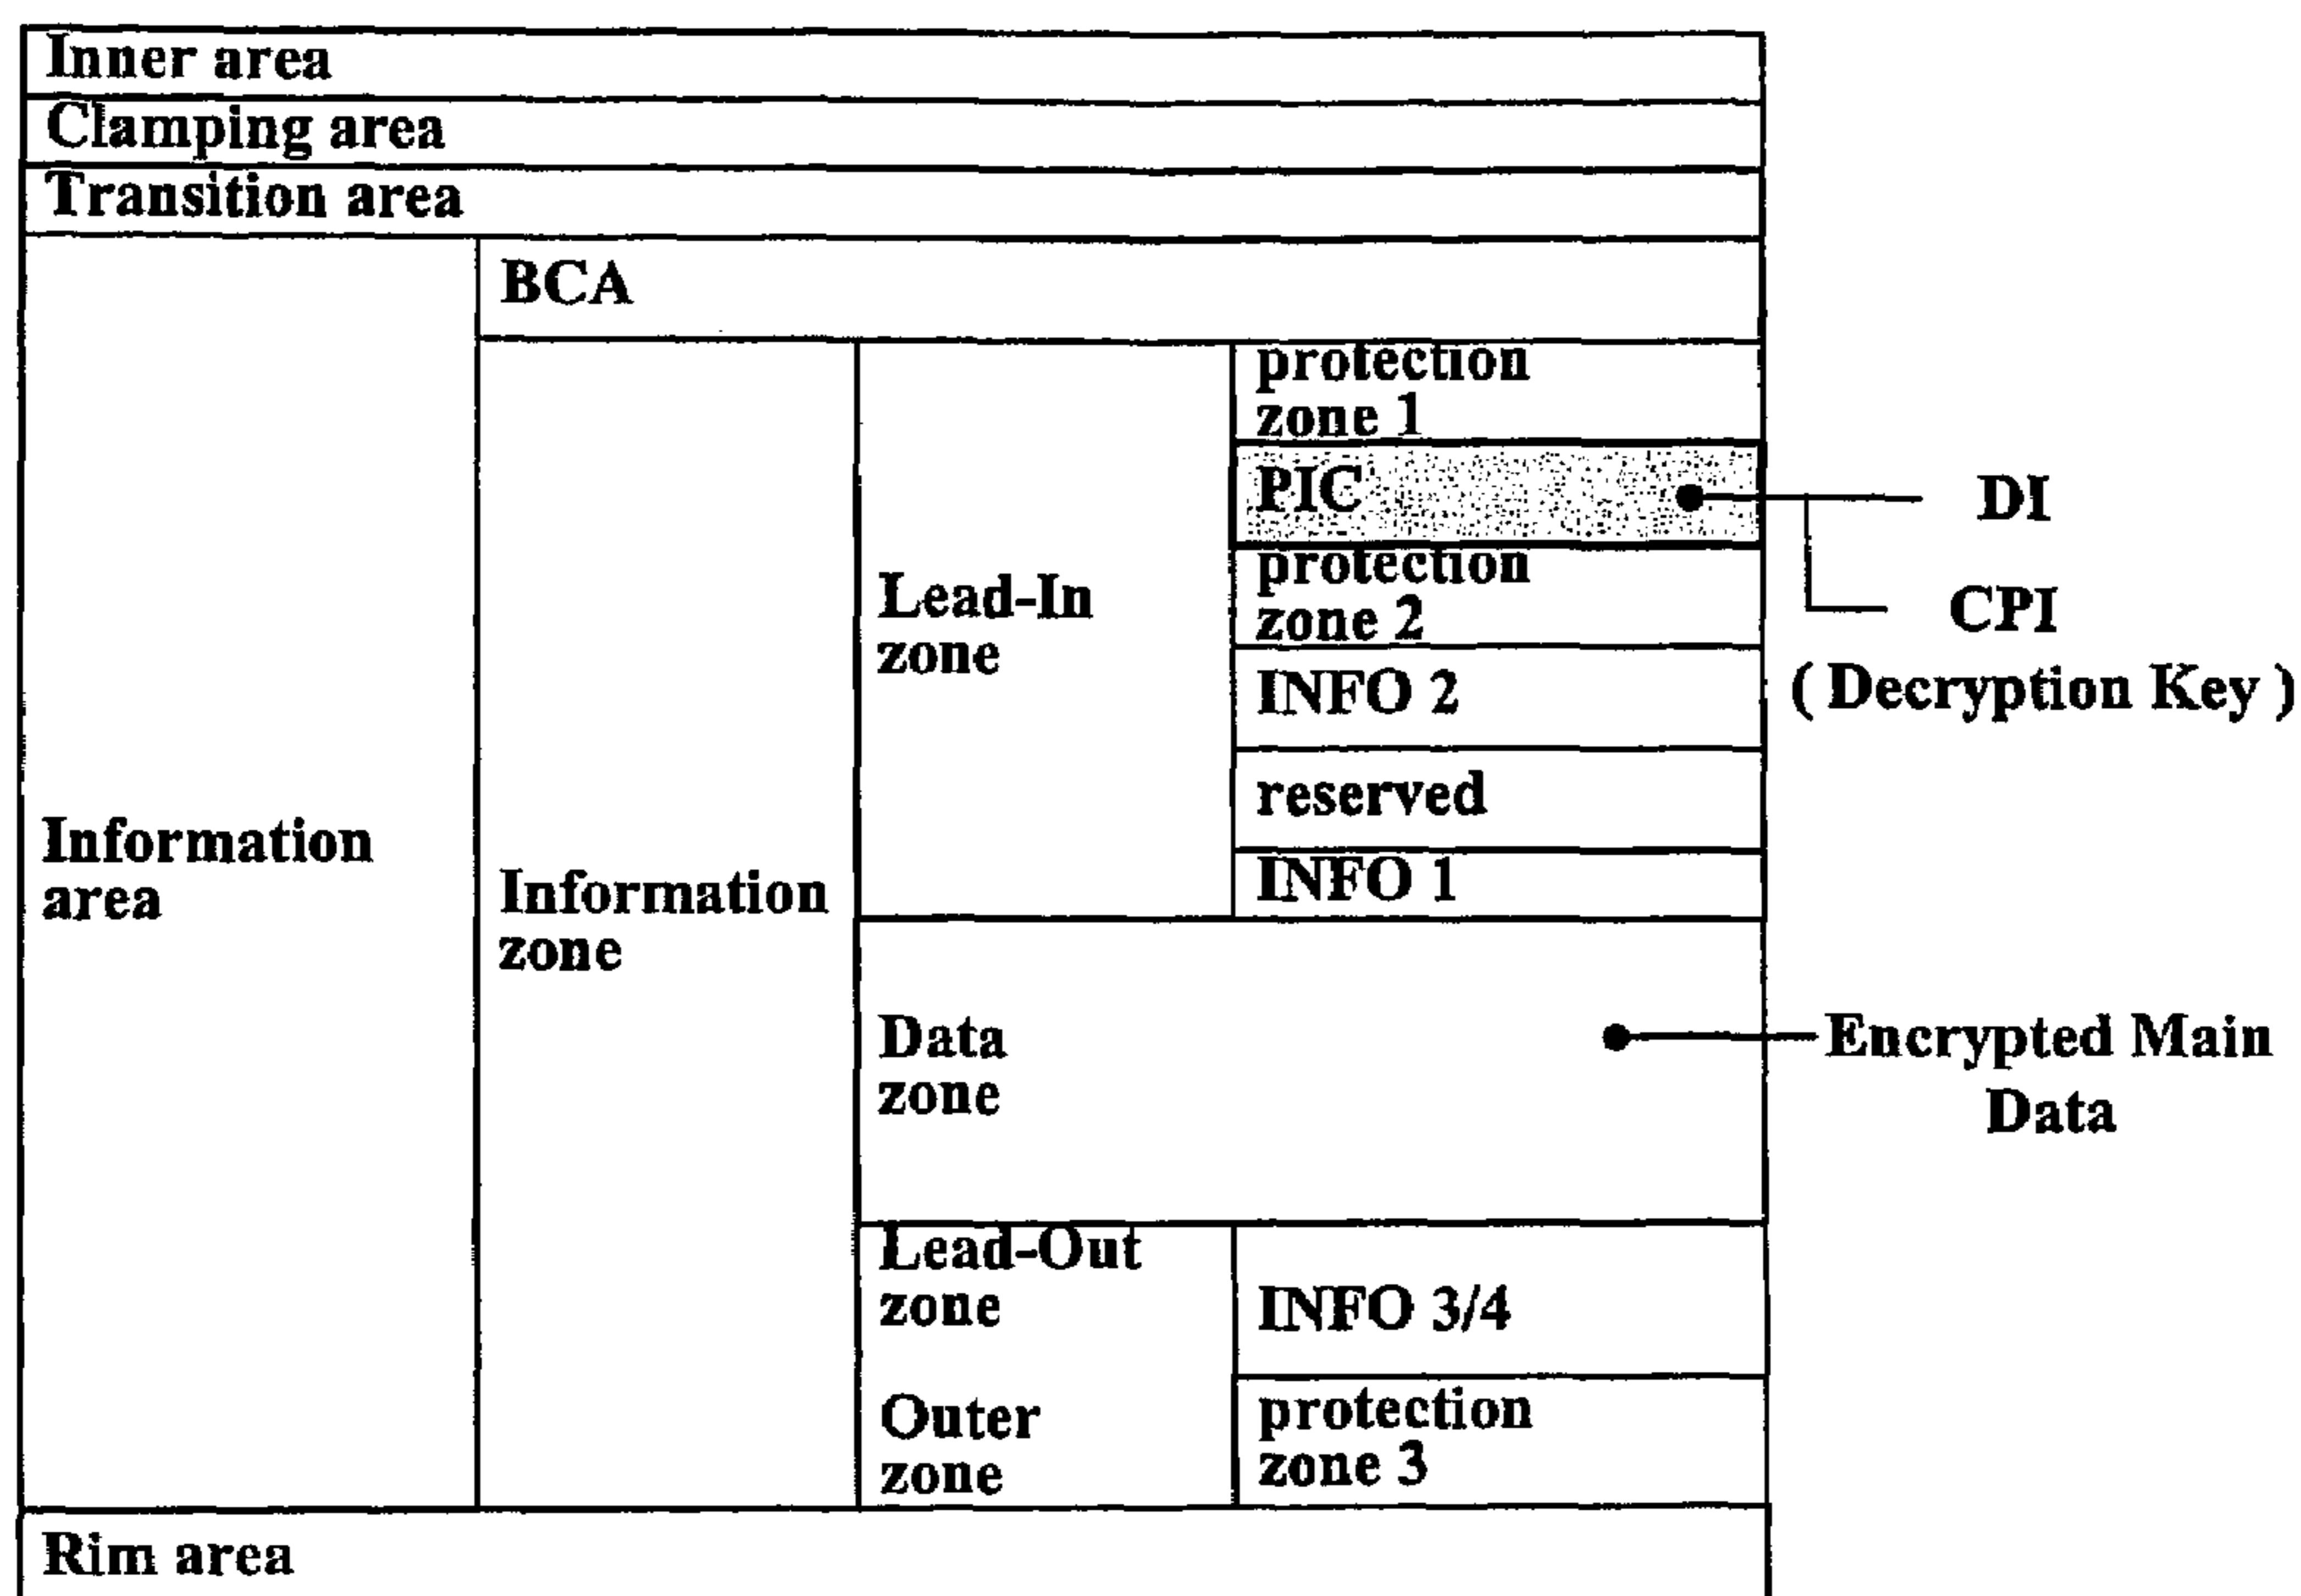 Inner area
Clamping area
Transition area
BCA
protection
zone 1
PIC
DI
protection
zone 2
CPI
( Decryption Key )
Lead-In
zone
INFO 2
reserved
INFO 1
Information
area
Information
zone
Data
zone
Encrypted Main
Data
Lead-Out
zone
INFO 3/4
Outer
zone
protection
zone 3
Rim area